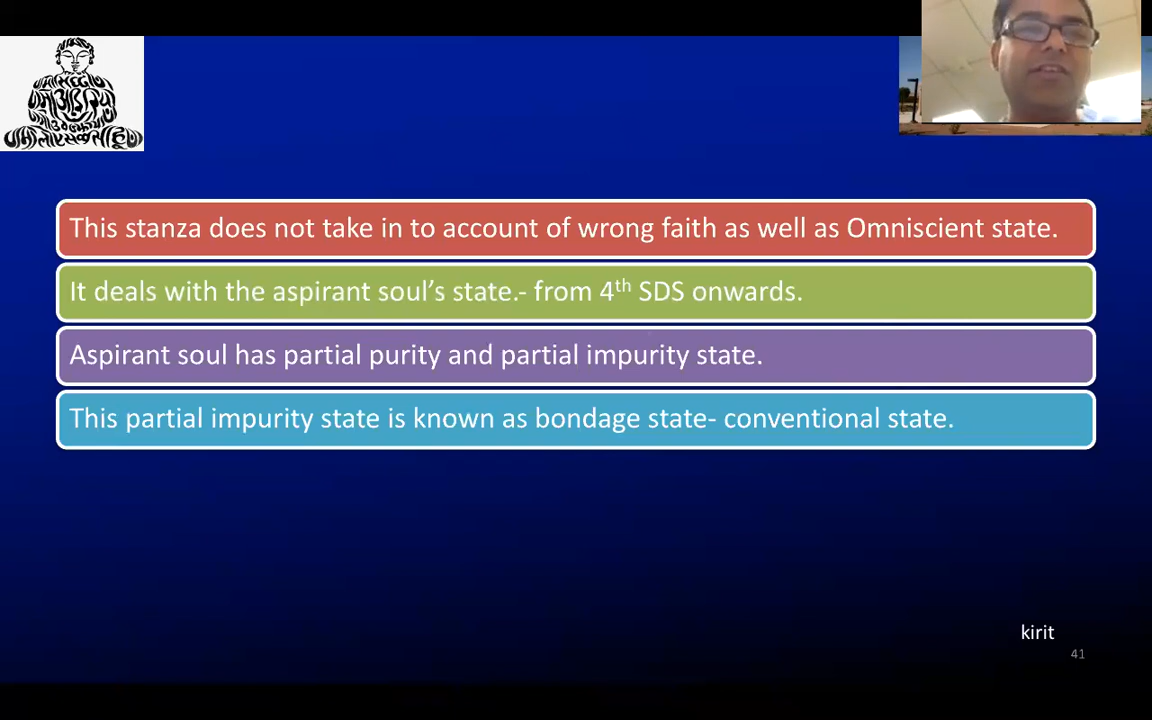 This stanza does not take in to account of wrong faith as well as Omniscient state.
It deals with the aspirant soul’s state.- from 4th SDS onwards.
Aspirant soul has partial purity and partial impurity state.
This partial impurity state is known as bondage state- conventional state.
kirit
41